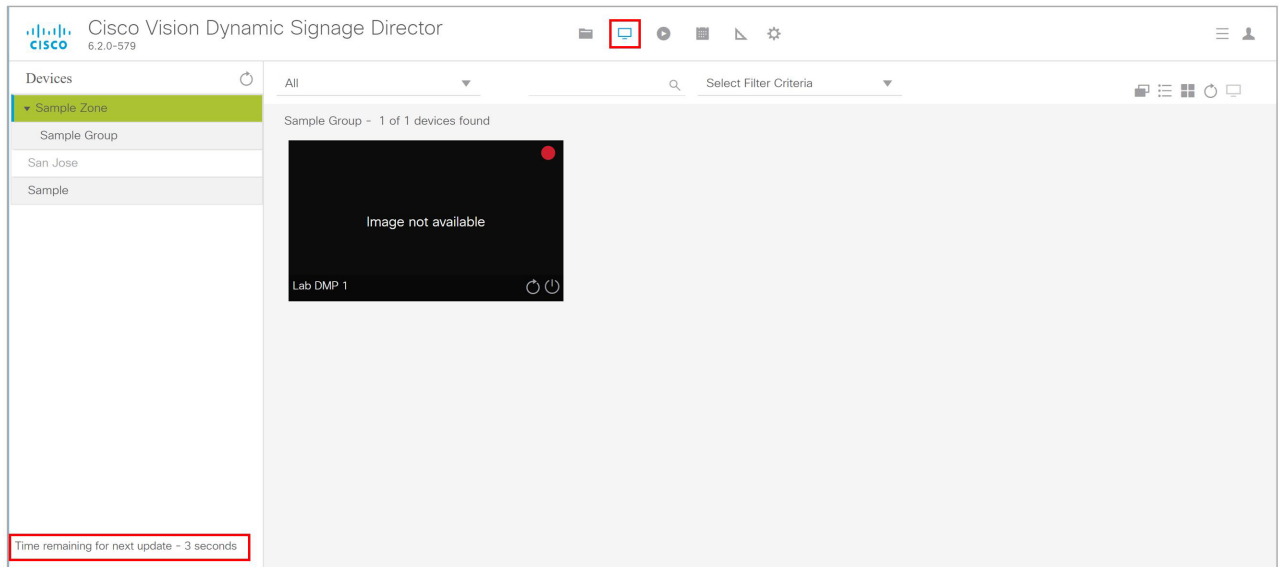 CISCO
Cisco Vision Dynamic Signage Director
6.2.0-579
Devices
All
Select Filter Criteria
Sample Zone
Sample Group
San Jose
Sample
Sample Group - 1 of 1 devices found
Image not available
Lab DMP 1
Time remaining for next update - 3 seconds